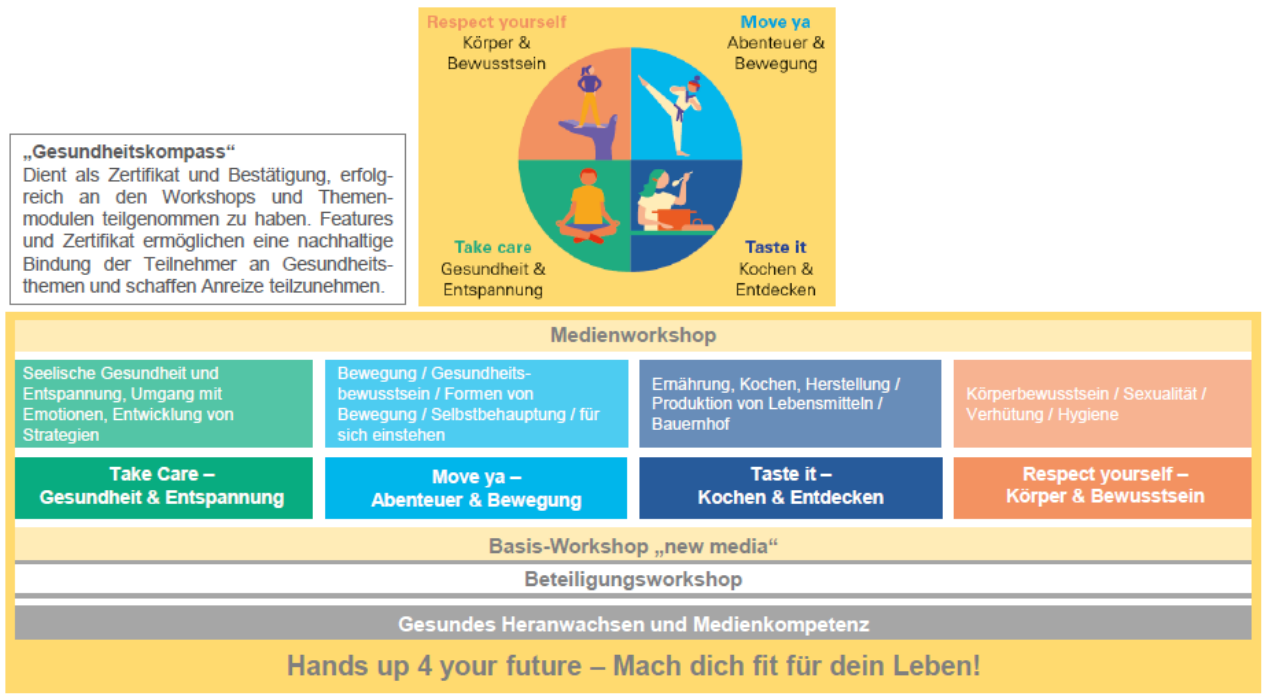 Respect yourself
Körper &
Bewusstsein
Move ya
Abenteuer &
Bewegung
„Gesundheitskompass“
Dient als Zertifikat und Bestätigung, erfolg-
reich an den Workshops und Themen-
modulen teilgenommen zu haben. Features
und Zertifikat ermöglichen eine nachhaltige
Bindung der Teilnehmer an Gesundheits-
themen und schaffen Anreize teilzunehmen.
Take care
Gesundheit &
Entspannung
Taste it
Kochen &
Entdecken
Medienworkshop
Seelische Gesundheit und
Entspannung, Umgang mit
Emotionen, Entwicklung von
Strategien
Bewegung / Gesundheits-
bewusstsein / Formen von
Bewegung / Selbstbehauptung / für
sich einstehen
Ernährung, Kochen, Herstellung /
Produktion von Lebensmitteln /
Bauernhof
Körperbewusstsein / Sexualität /
Verhütung / Hygiene
Take Care –
Gesundheit & Entspannung
Move ya –
Abenteuer & Bewegung
Taste it –
Kochen & Entdecken
Respect yourself –
Körper & Bewusstsein
Basis-Workshop „new media“
Beteiligungsworkshop
Gesundes Heranwachsen und Medienkompetenz
Hands up 4 your future – Mach dich fit für dein Leben!